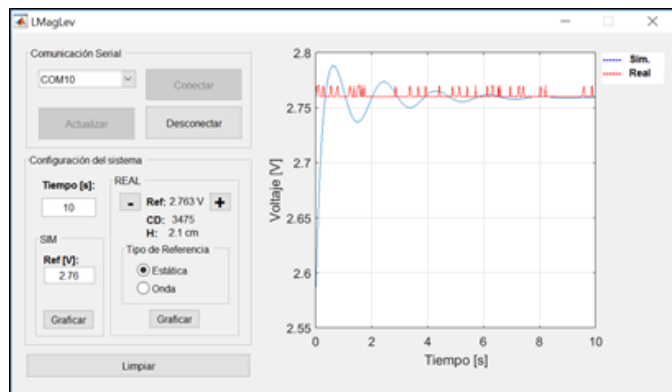 LMagLev
Comunicación Serial
COM10
Conectar
Actualizar
Desconectar
Configuración del sistema
Tiempo [s]:
10
SIM
Ref [V]:
2.76
Graficar
REAL
- Ref: 2.763 V +
CD: 3475
H: 2.1 cm
Tipo de Referencia
Estática
Onda
Graficar
Limpiar
Voltaje [V]
2.8
2.75
2.7
2.65
2.6
2.55
0 2 4 6 8 10
Tiempo [s]
Sim.
Real